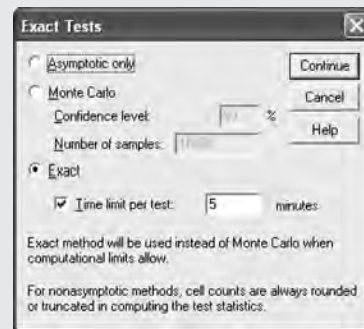 Exact Tests
Asymptotic only
Continue
Monte Carlo
Cancel
Confidence level: %
Help
Number of samples:
Exact
Time limit per test: 5 minutes
Exact method will be used instead of Monte Carlo when
computational limits allow.
For nonasymptotic methods, cell counts are always rounded
or truncated in computing the test statistics.